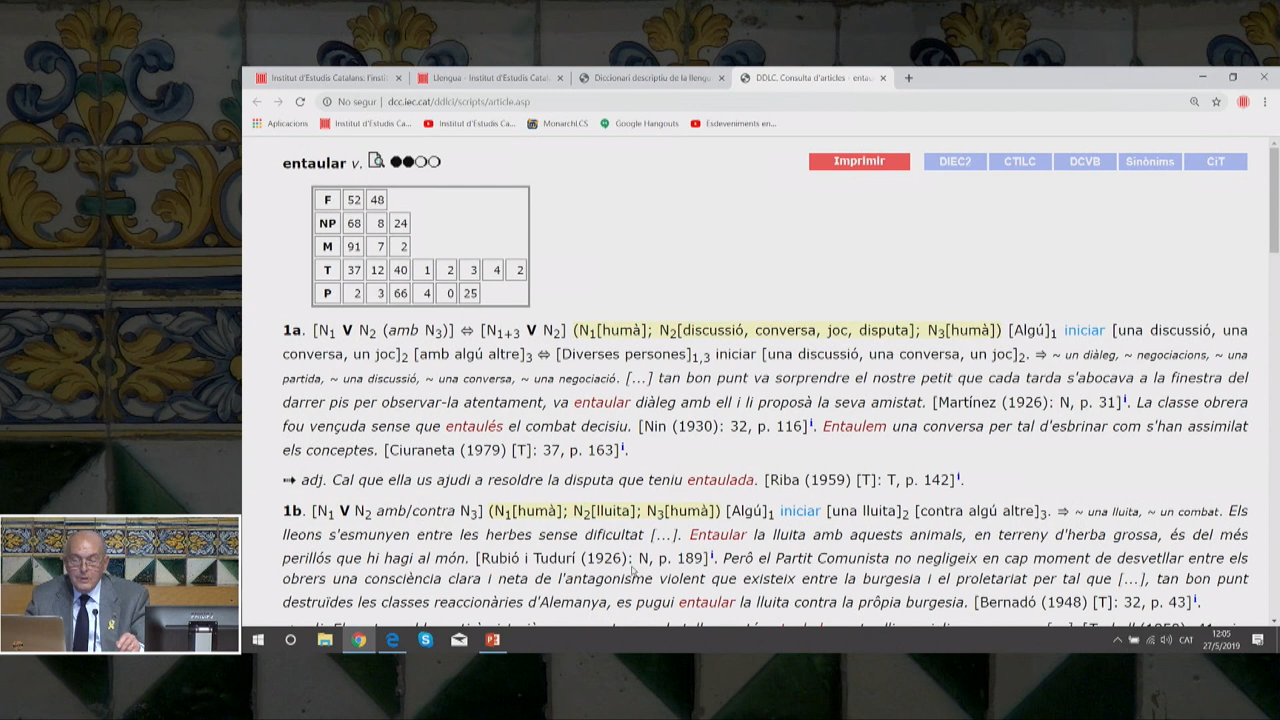 Institut d'Estudis Catalans: l'insti
Llengua - Institut d'Estudis Catala
Diccionari descriptiu de la llengu
DDLC. Consulta d'articles - entau
No segur | dcc.iec.cat/ddlci/scripts/article.asp
Aplicacions
Institut d'Estudis Ca...
Institut d'Estudis Ca...
MonarchLCS
Google Hangouts
Esdeveniments en...
entaular v.
Imprimir
DIEC2
CTILC
DCVB
Sinònims
CiT
F 52 48
NP 68 8 24
M 91 7 2
T 37 12 40 1 2 3 4 2
P 2 3 66 4 0 25
1a. [N1 V N2 (amb N3)] ⇔ [N1+3 V N2] (N1[humà]; N2[discussió, conversa, joc, disputa]; N3[humà]) [Algú]1 iniciar [una discussió, una
conversa, un joc]2 [amb algú altre]3 ⇔ [Diverses persones]1,3 iniciar [una discussió, una conversa, un joc]2. ⇒ ~ un diàleg, ~ negociacions, ~ una
partida, ~ una discussió, ~ una conversa, ~ una negociació. [...] tan bon punt va sorprendre el nostre petit que cada tarda s'abocava a la finestra del
darrer pis per observar-la atentament, va entaular diàleg amb ell i li proposà la seva amistat. [Martínez (1926): N, p. 31]i. La classe obrera
fou vençuda sense que entaulés el combat decisiu. [Nin (1930): 32, p. 116]i. Entaulem una conversa per tal d'esbrinar com s'han assimilat
els conceptes. [Ciuraneta (1979) [T]: 37, p. 163]i.
⇝ adj. Cal que ella us ajudi a resoldre la disputa que teniu entaulada. [Riba (1959) [T]: T, p. 142]i.
1b. [N1 V N2 amb/contra N3] (N1[humà]; N2[lluita]; N3[humà]) [Algú]1 iniciar [una lluita]2 [contra algú altre]3. ⇒ ~ una lluita, ~ un combat. Els
lleons s'esmunyen entre les herbes sense dificultat [...]. Entaular la lluita amb aquests animals, en terreny d'herba grossa, és del més
perillós que hi hagi al món. [Rubió i Tudurí (1926): N, p. 189]i. Però el Partit Comunista no negligeix en cap moment de desvetllar entre els
obrers una consciència clara i neta de l'antagonisme violent que existeix entre la burgesia i el proletariat per tal que [...], tan bon punt
destruïdes les classes reaccionàries d'Alemanya, es pugui entaular la lluita contra la pròpia burgesia. [Bernadó (1948) [T]: 32, p. 43]i.
CAT
12:05
27/5/2019